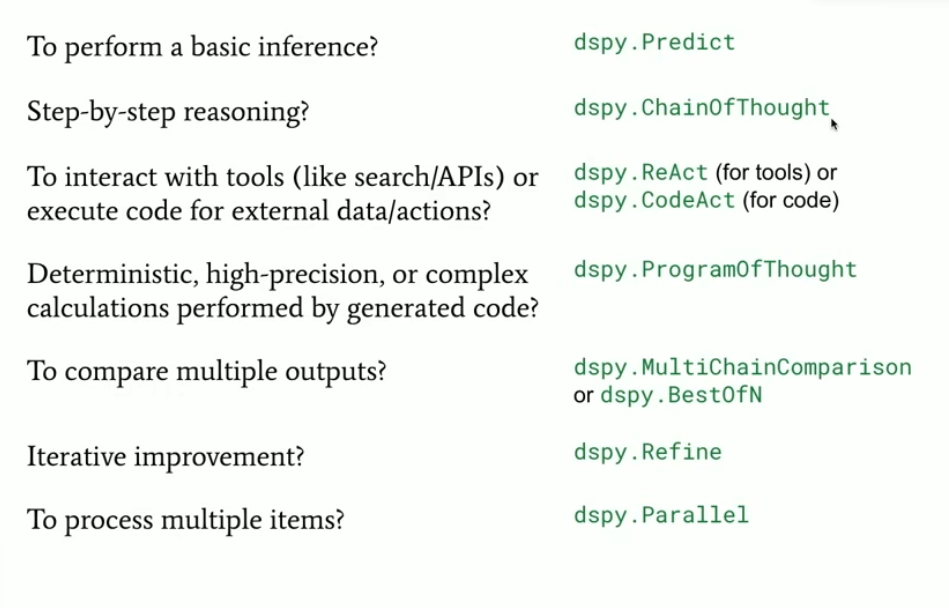 To perform a basic inference? dspy.Predict
Step-by-step reasoning? dspy.ChainOfThought
To interact with tools (like search/APIs) or dspy.ReAct (for tools) or
execute code for external data/actions? dspy.CodeAct (for code)
Deterministic, high-precision, or complex dspy.ProgramOfThought
calculations performed by generated code?
To compare multiple outputs? dspy.MultiChainComparison
or dspy.BestOfN
Iterative improvement? dspy.Refine
To process multiple items? dspy.Parallel